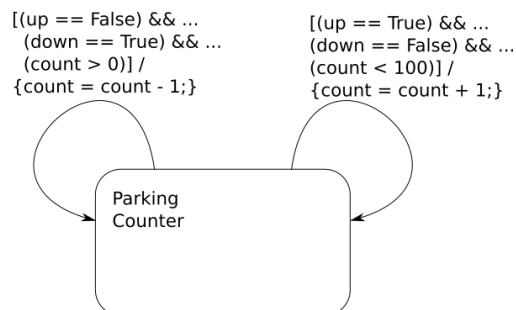 [(up == False) && ...
(down == True) && ...
(count > 0)] /
{count = count - 1;}
[(up == True) && ...
(down == False) && ...
(count < 100)] /
{count = count + 1;}
Parking
Counter